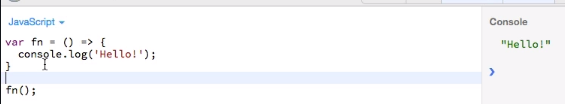 JavaScript
Console
var fn = () => {
  console.log('Hello!');
}
fn();
"Hello!"